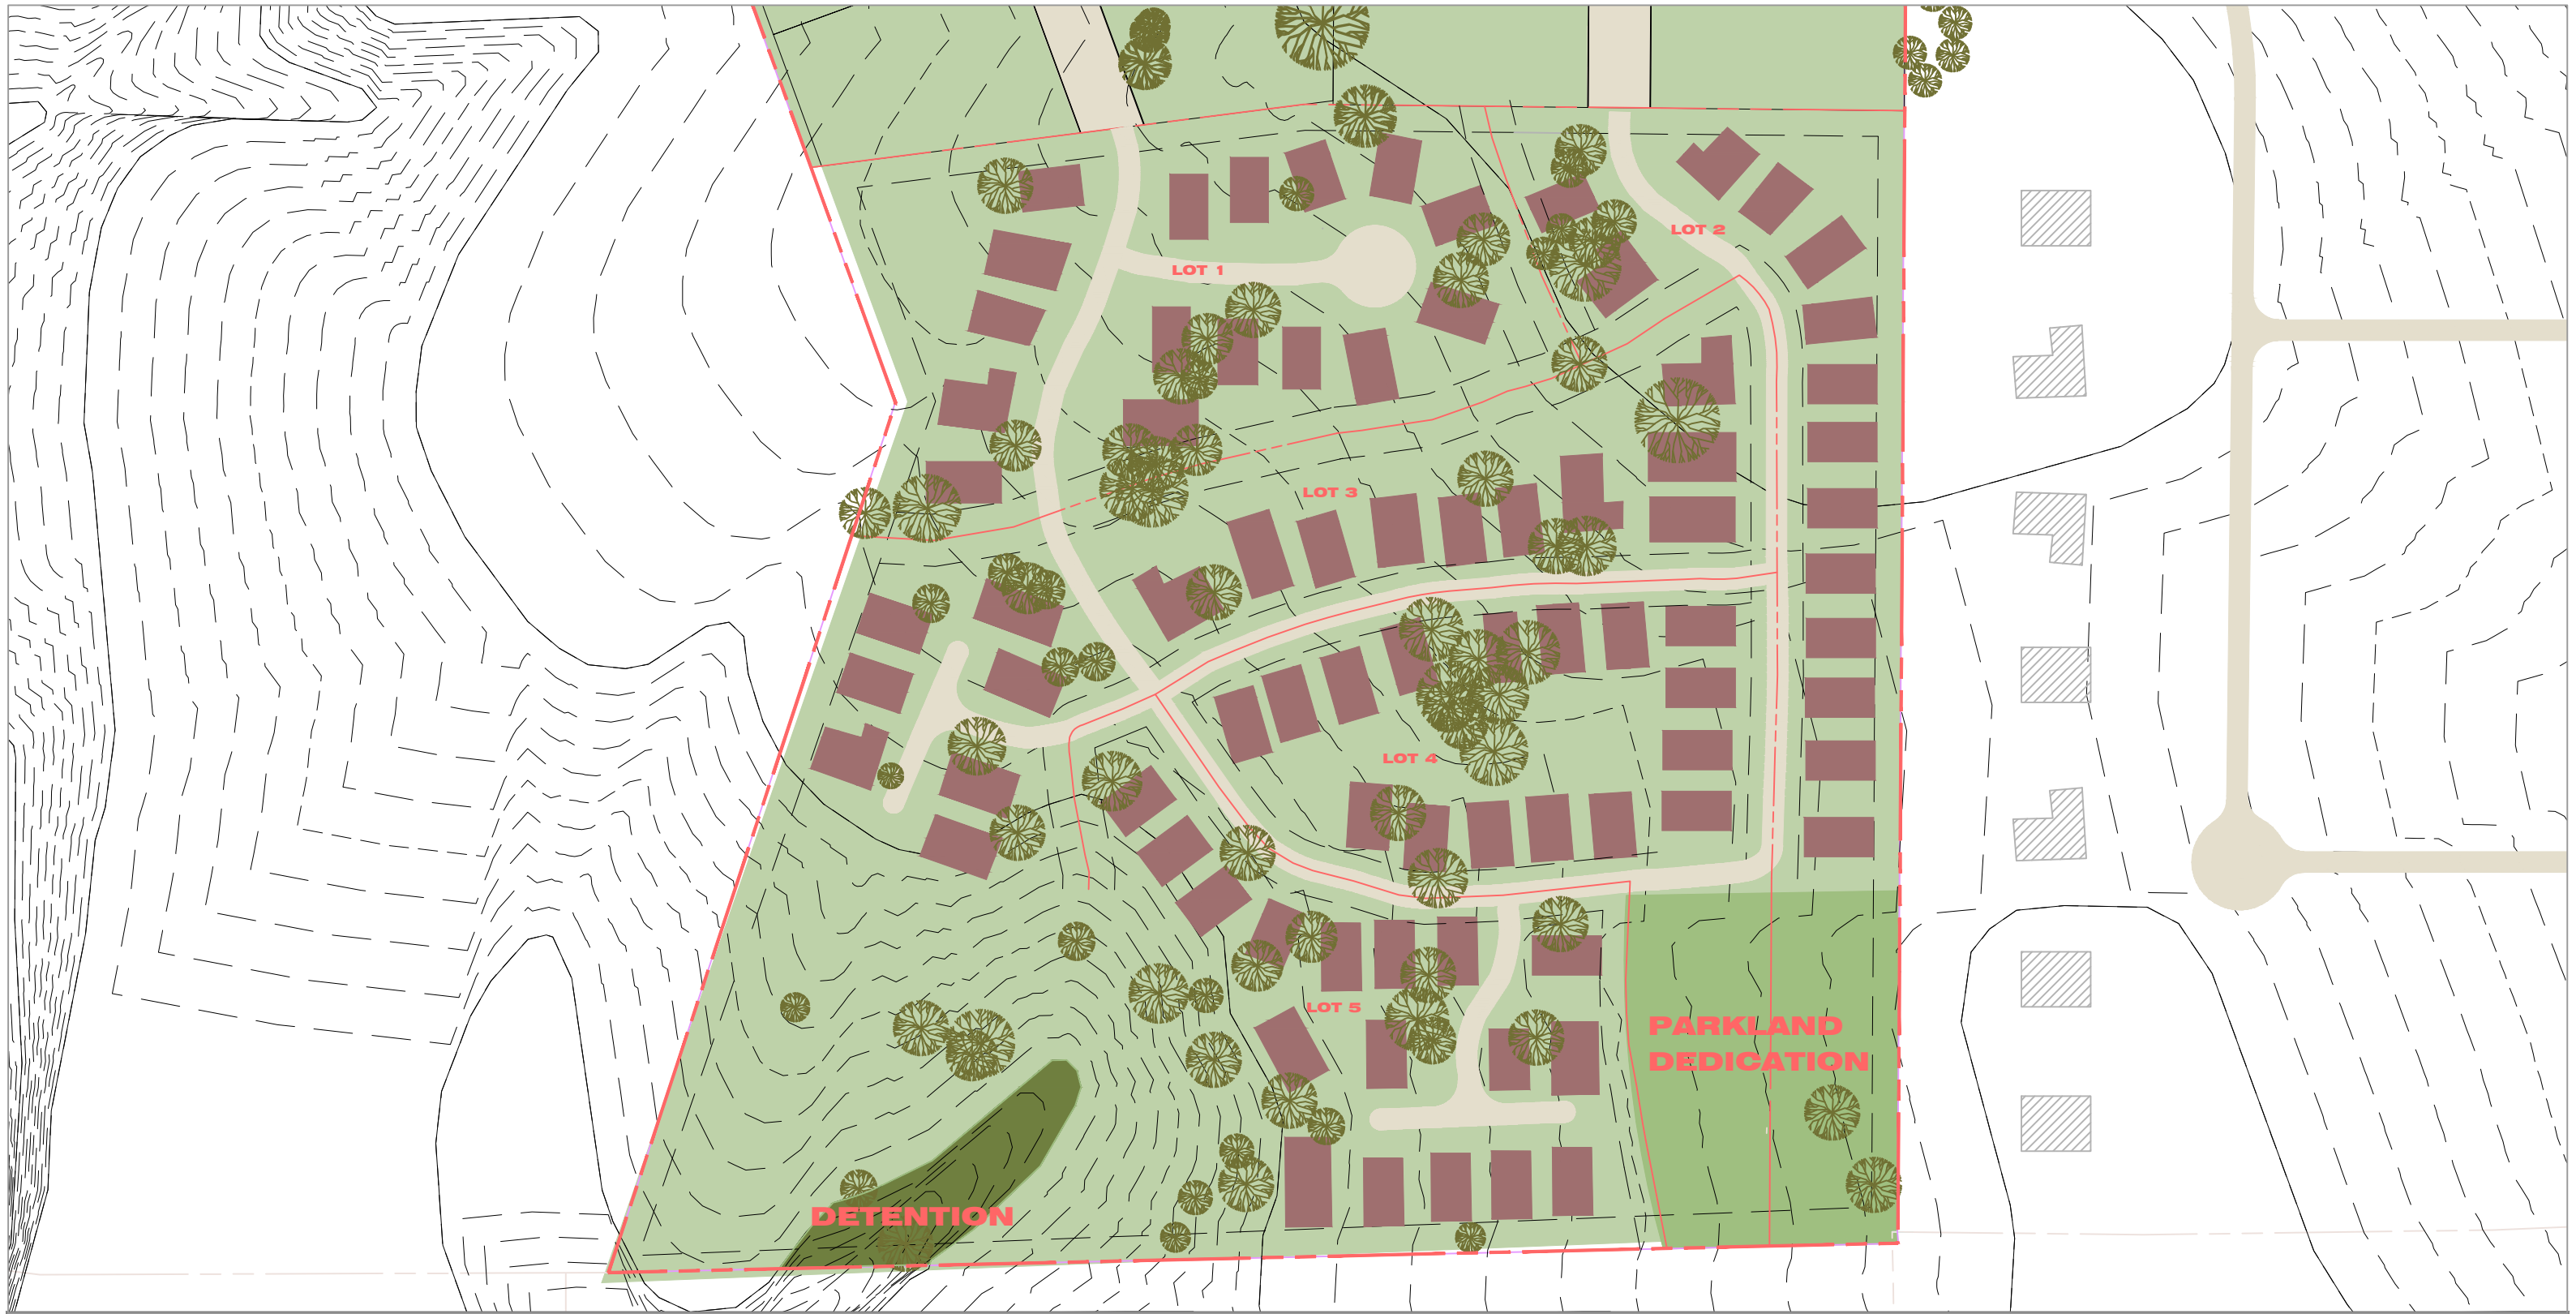 LOT 2
LOT 1
LOT 3
LOT 4
LOT 5
PARKLAND
DEDICATION
DETENTION